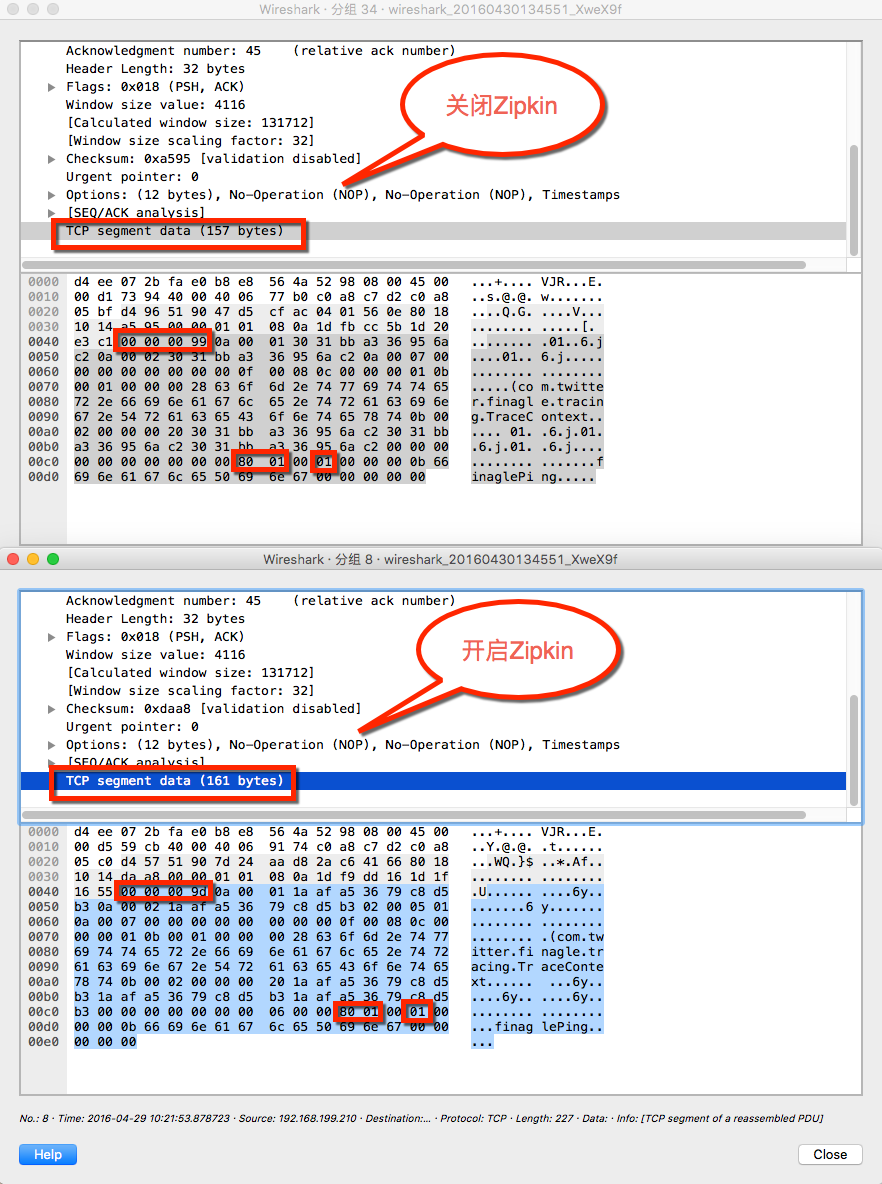 Wireshark · 分组 34 · wireshark_20160430134551_XweX9f
Acknowledgment number: 45    (relative ack number)
Header Length: 32 bytes
Flags: 0x018 (PSH, ACK)
关闭Zipkin
Window size value: 4116
[Calculated window size: 131712]
[Window size scaling factor: 32]
Checksum: 0xa595 [validation disabled]
Urgent pointer: 0
Options: (12 bytes), No-Operation (NOP), No-Operation (NOP), Timestamps
[SEQ/ACK analysis]
TCP segment data (157 bytes)
0000 d4 ee 07 2b fa e0 b8 e8 56 4a 52 98 08 00 45 00 ...+.... VJR...E.
0010 00 d1 73 94 40 00 40 06 77 b0 c0 a8 c7 d2 c0 a8 ..s.@.@. w.......
0020 05 bf d4 96 51 90 47 d5 cf ac 04 01 56 0e 80 18 ....Q.G. ....V...
0030 10 14 a5 95 00 00 01 01 08 0a 1d fb cc 5b 1d 20 ........ .....[.
0040 e3 c1 00 00 00 99 0a 00 01 30 31 bb a3 36 95 6a ........ .01..6.j
0050 c2 0a 00 02 30 31 bb a3 36 95 6a c2 0a 00 07 00 ....01.. 6.j.....
0060 00 00 00 00 00 00 00 0f 00 08 0c 00 00 01 0b ........ ........
0070 00 01 00 00 00 28 63 6f 6d 2e 74 77 69 74 74 65 .....(co m.twitte
0080 72 2e 66 69 6e 61 67 6c 65 2e 74 72 61 63 69 6e r.finagl e.tracin
0090 67 2e 54 72 61 63 65 43 6f 6e 74 65 78 74 0b 00 g.TraceC ontext..
00a0 02 00 00 00 20 30 31 bb a3 36 95 6a c2 30 31 bb .... 01. .6.j.01.
00b0 a3 36 95 6a c2 30 31 bb a3 36 95 6a c2 00 00 00 .6.j.01. .6.j....
00c0 00 00 00 00 00 00 00 80 01 00 01 00 00 00 0b 66 ........ .......f
00d0 69 6e 61 67 6c 65 50 69 6e 67 00 00 00 00 00 inaglePi ng.....
Wireshark · 分组 8 · wireshark_20160430134551_XweX9f
Acknowledgment number: 45    (relative ack number)
Header Length: 32 bytes
Flags: 0x018 (PSH, ACK)
开启Zipkin
Window size value: 4116
[Calculated window size: 131712]
[Window size scaling factor: 32]
Checksum: 0xdaa8 [validation disabled]
Urgent pointer: 0
Options: (12 bytes), No-Operation (NOP), No-Operation (NOP), Timestamps
[SEQ/ACK analysis]
TCP segment data (161 bytes)
0000 d4 ee 07 2b fa e0 b8 e8 56 4a 52 98 08 00 45 00 ...+.... VJR...E.
0010 00 d5 59 cb 40 00 40 06 91 74 c0 a8 c7 d2 c0 a8 ..Y.@.@. .t......
0020 05 c0 d4 57 51 90 7d 24 aa d8 2a c6 41 66 80 18 ...WQ.}$ ..*.Af..
0030 10 14 da a8 00 00 01 01 08 0a 1d f9 dd 16 1d 1f ........ ........
0040 16 55 00 00 00 9d 0a 00 01 1a af a5 36 79 c8 d5 .U...... ....6y..
0050 b3 0a 00 02 1a af a5 36 79 c8 d5 b3 02 00 05 01 .......6 y.......
0060 0a 00 07 00 00 00 00 00 00 00 00 0f 00 08 0c 00 ........ ........
0070 00 00 01 0b 00 01 00 00 00 28 63 6f 6d 2e 74 77 ........ .(com.tw
0080 69 74 74 65 72 2e 66 69 6e 61 67 6c 65 2e 74 72 itter.fi nagle.tr
0090 61 63 69 6e 67 2e 54 72 61 63 65 43 6f 6e 74 65 acing.Tr aceConte
00a0 78 74 0b 00 02 00 00 00 20 1a af a5 36 79 c8 d5 xt...... ...6y..
00b0 b3 1a af a5 36 79 c8 d5 b3 1a af a5 36 79 c8 d5 ....6y.. ....6y..
00c0 b3 00 00 00 00 00 00 06 00 00 80 01 00 01 00 ........ ........
00d0 00 00 0b 66 69 6e 61 67 6c 65 50 69 6e 67 00 00 ...finag lePing..
00e0 00 00 00 ...
No.: 8 · Time: 2016-04-29 10:21:53.878723 · Source: 192.168.199.210 · Destination:... · Protocol: TCP · Length: 227 · Data: · Info: [TCP segment of a reassembled PDU]
Help
Close